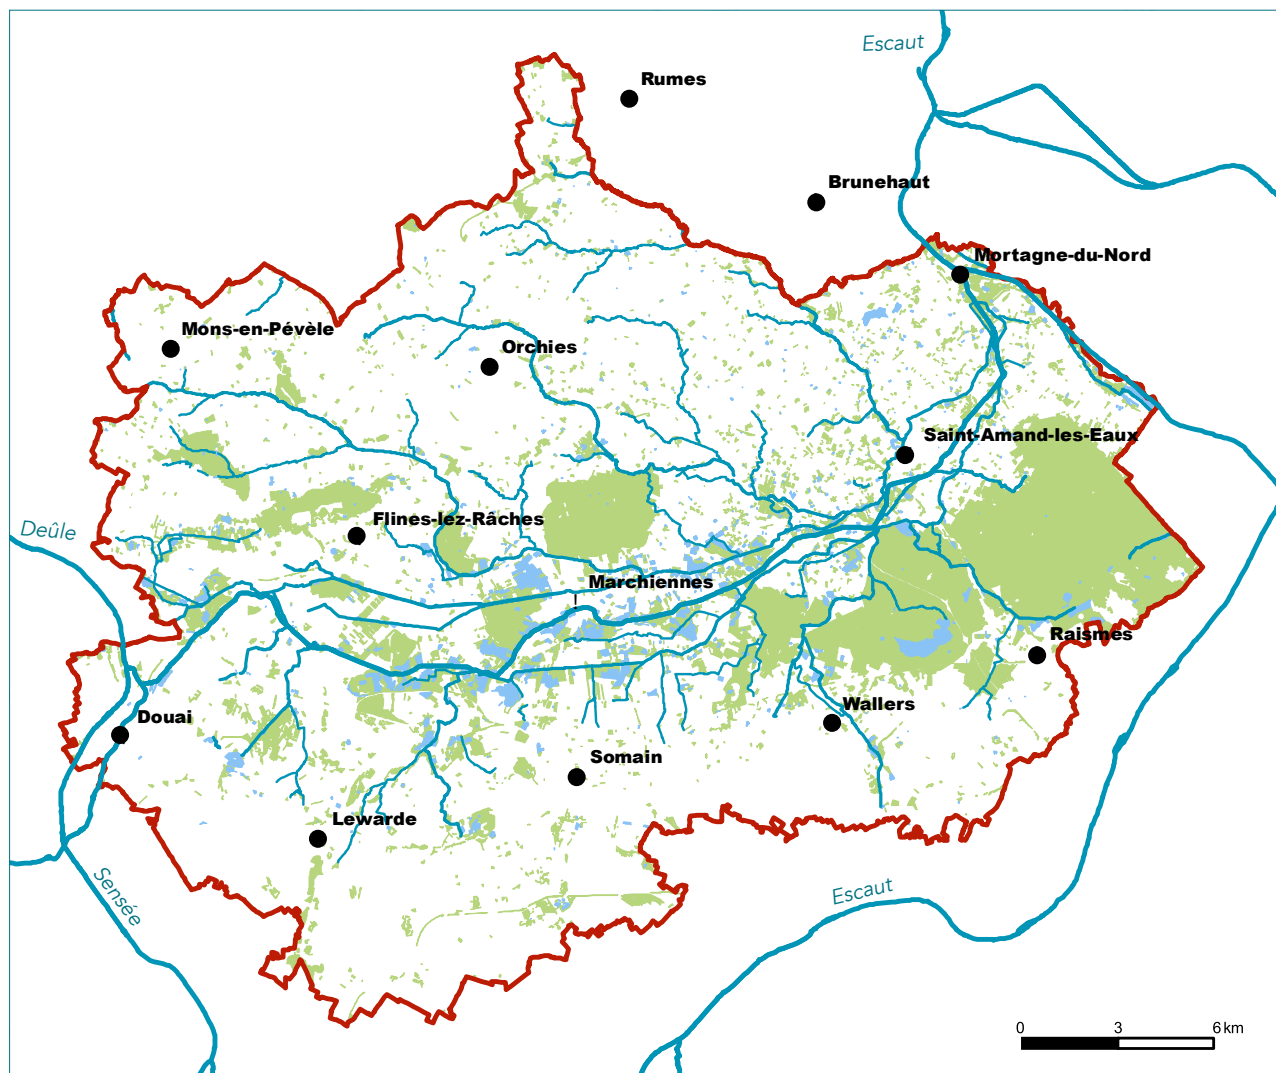 Escaut
Rumes
Brunehaut
Mortagne-du-Nord
Mons-en-Pévèle
Orchies
Saint-Amand-les-Eaux
Flines-lez-Râches
Deûle
Marchiennes
Raismes
Wallers
Douai
Somain
Lewarde
Sensée
Escaut
0 3 6 km